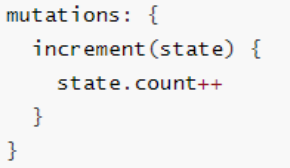 mutations: {
  increment(state) {
    state.count++
  }
}